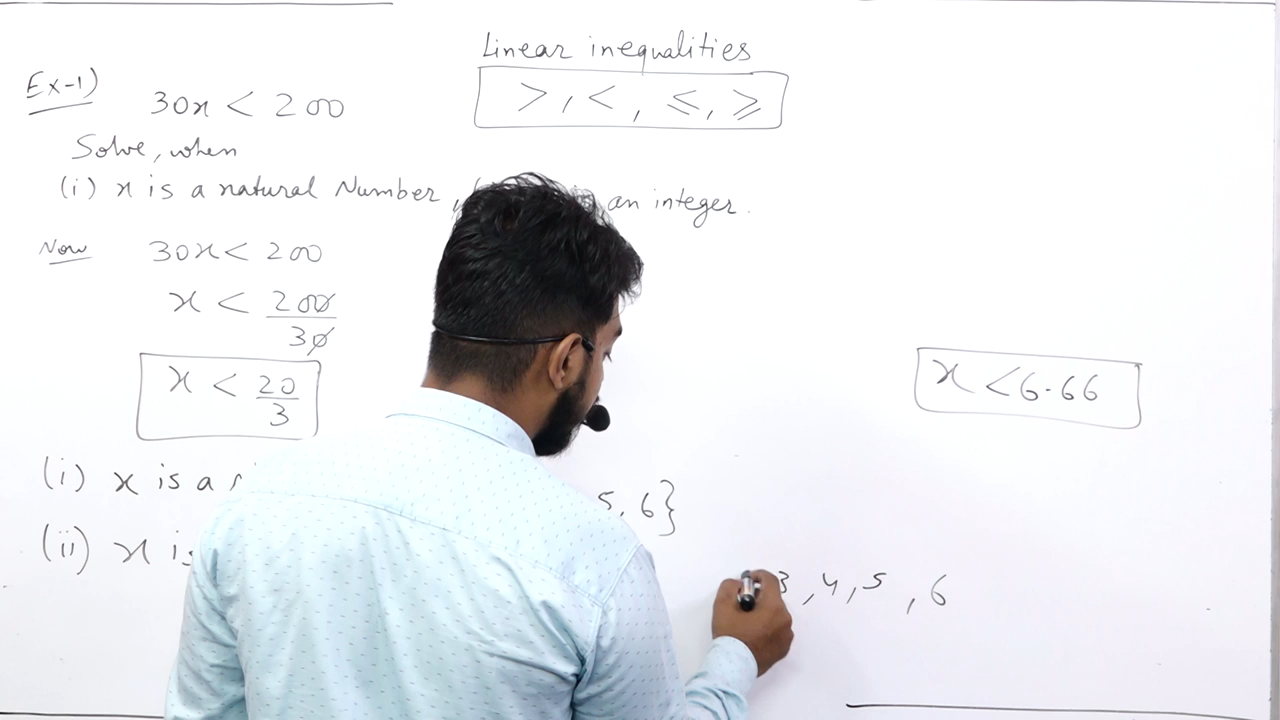 Linear inequalities
>, <, ≤, ≥
Ex-1) 30x < 200
Solve, when
(i) x is a natural Number, an integer.
Now 30x < 200
x < 200/30
x < 20/3
x < 6.66
(i) x is a 5, 6}
(ii) x is
3, 4, 5, 6